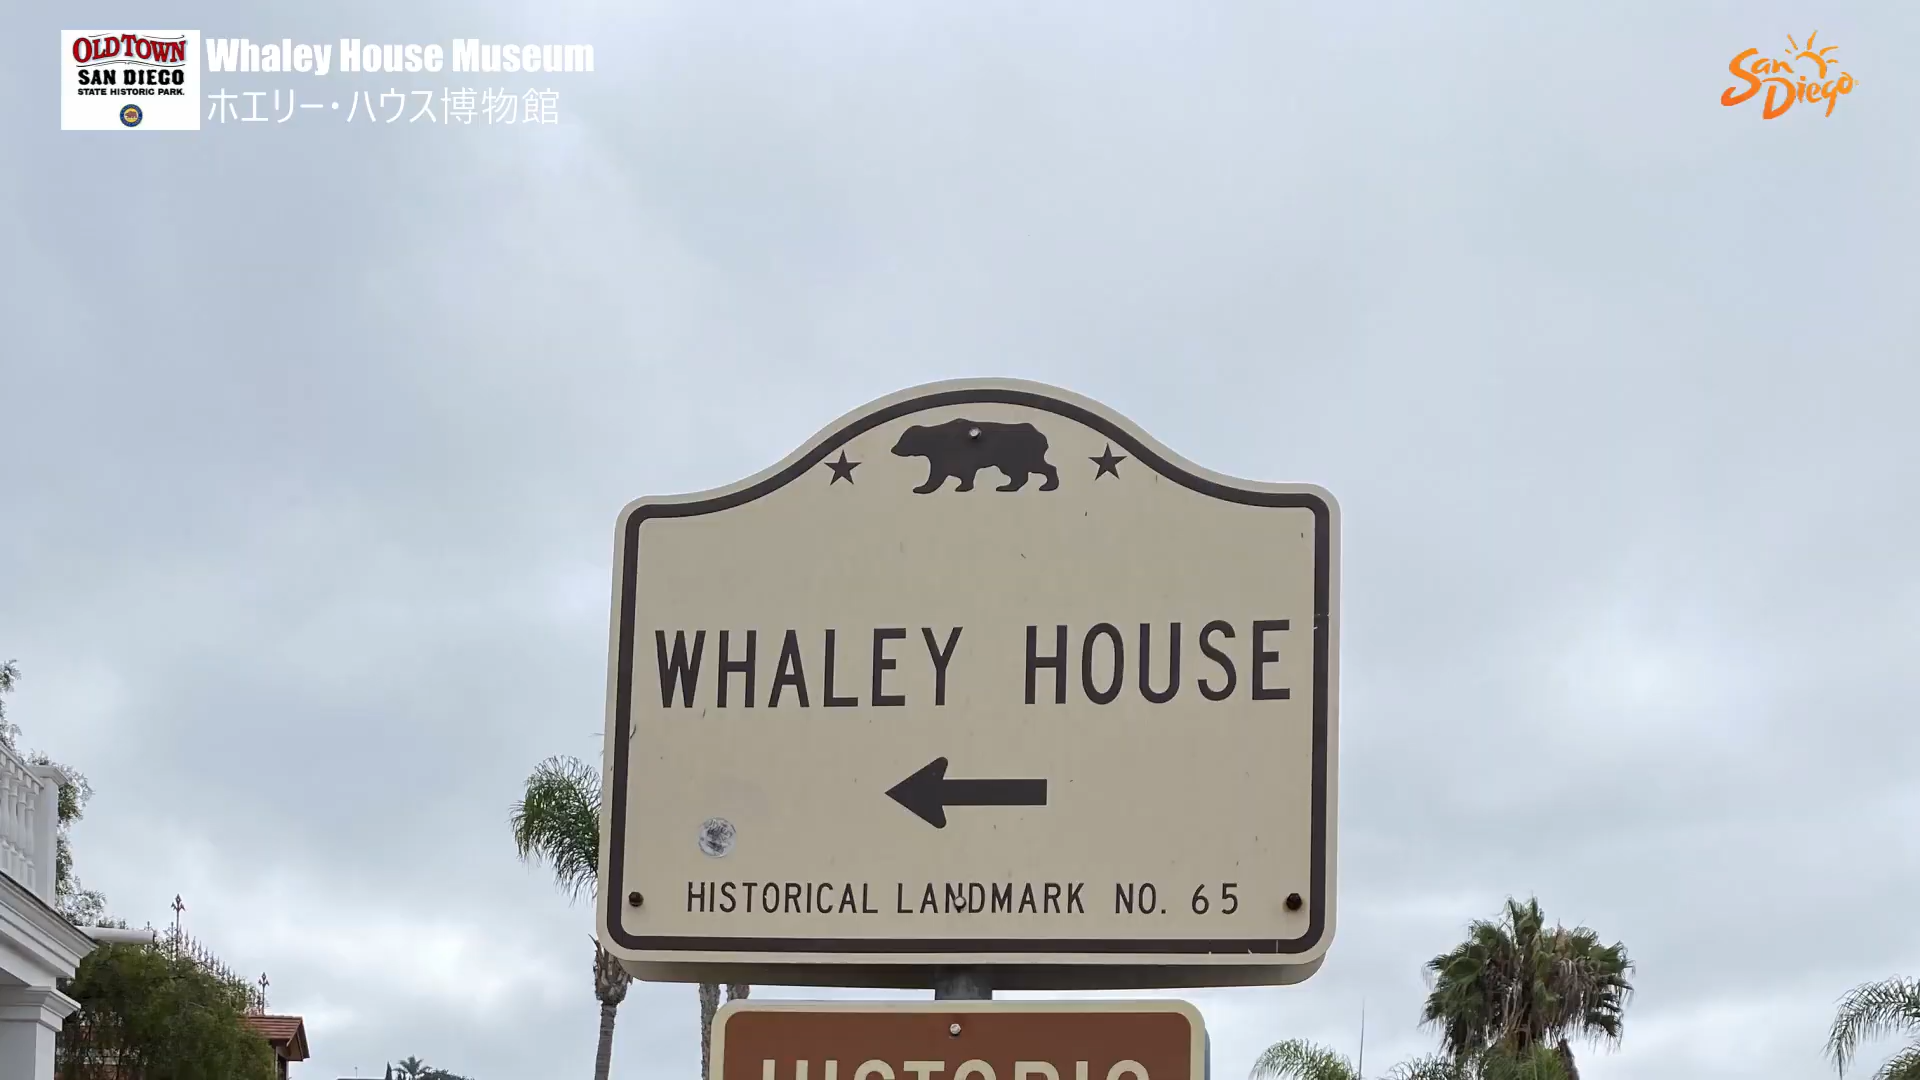 OLD TOWN
SAN DIEGO
STATE HISTORIC PARK.
Whaley House Museum
ホエリー・ハウス博物館
San
Diego
WHALEY HOUSE
HISTORICAL LANDMARK NO. 65
HISTORIC